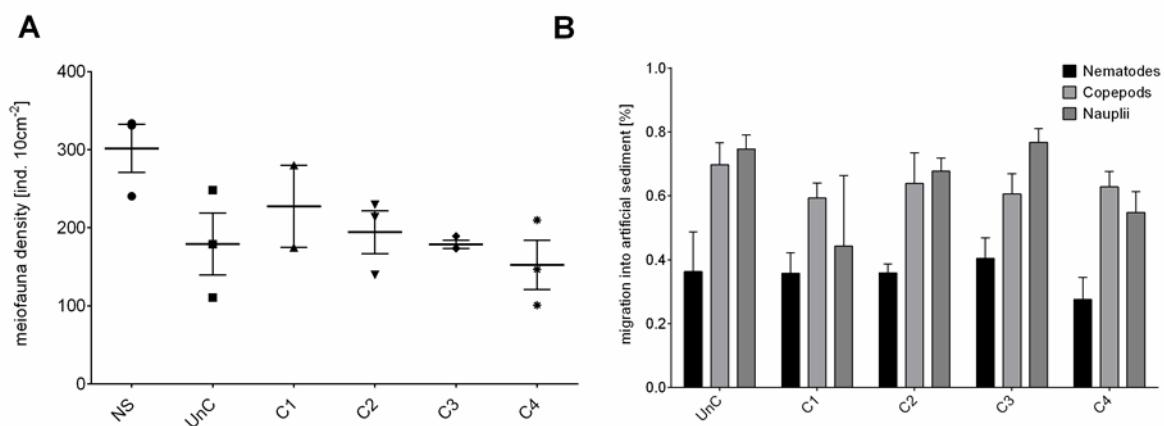 A
meiofauna density [ind. 10cm⁻²]
400
300
200
100
0
NS
UnC
C1
C2
C3
C4
B
migration into artificial sediment [%]
1.0
0.8
0.6
0.4
0.2
0.0
Nematodes
Copepods
Nauplii
UnC
C1
C2
C3
C4